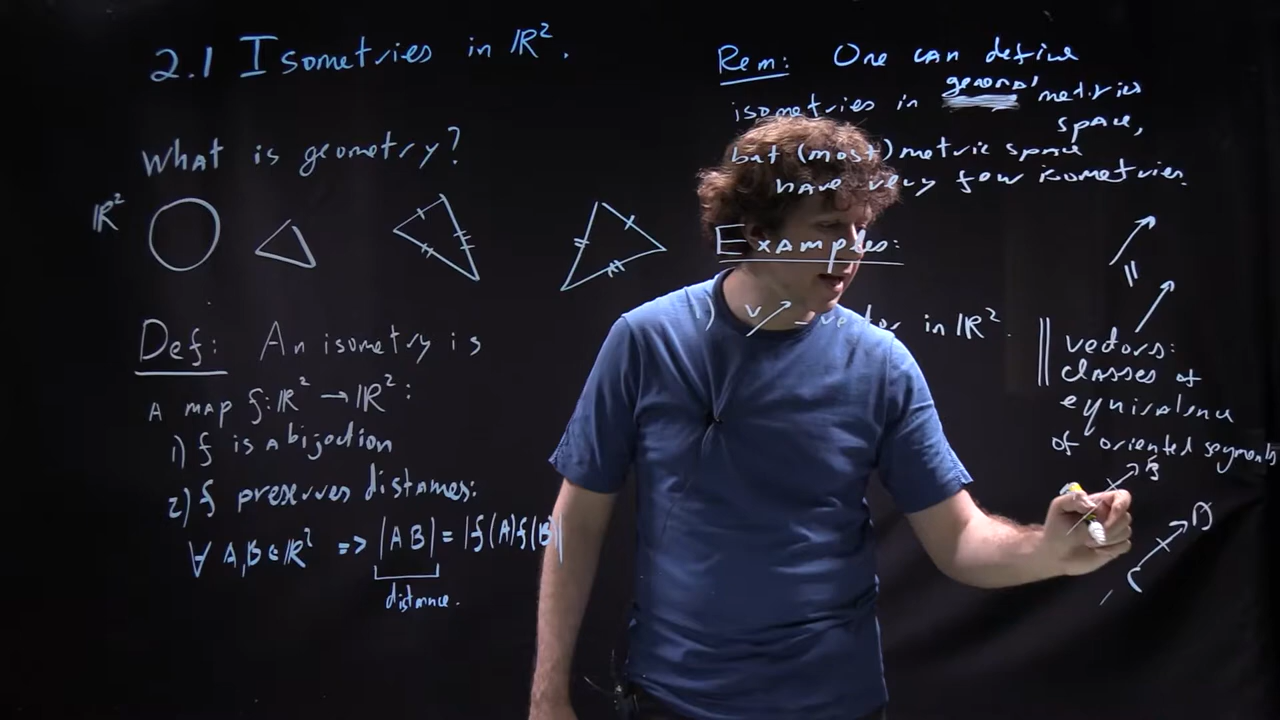 2.1 Isometries in ℝ².
What is geometry?
ℝ²
Def: An isometry is
A map f: ℝ² → ℝ²:
1) f is a bijection
2) f preserves distances:
∀ A,B ∈ ℝ² => |AB| = |f(A)f(B)|
distance.
Rem: One can define
isometries in general metrics
space,
but (most) metric space
have very few isometries.
Examples:
1) v - vector in ℝ².
vectors:
classes of
equivalence
of oriented segments
B
D
C